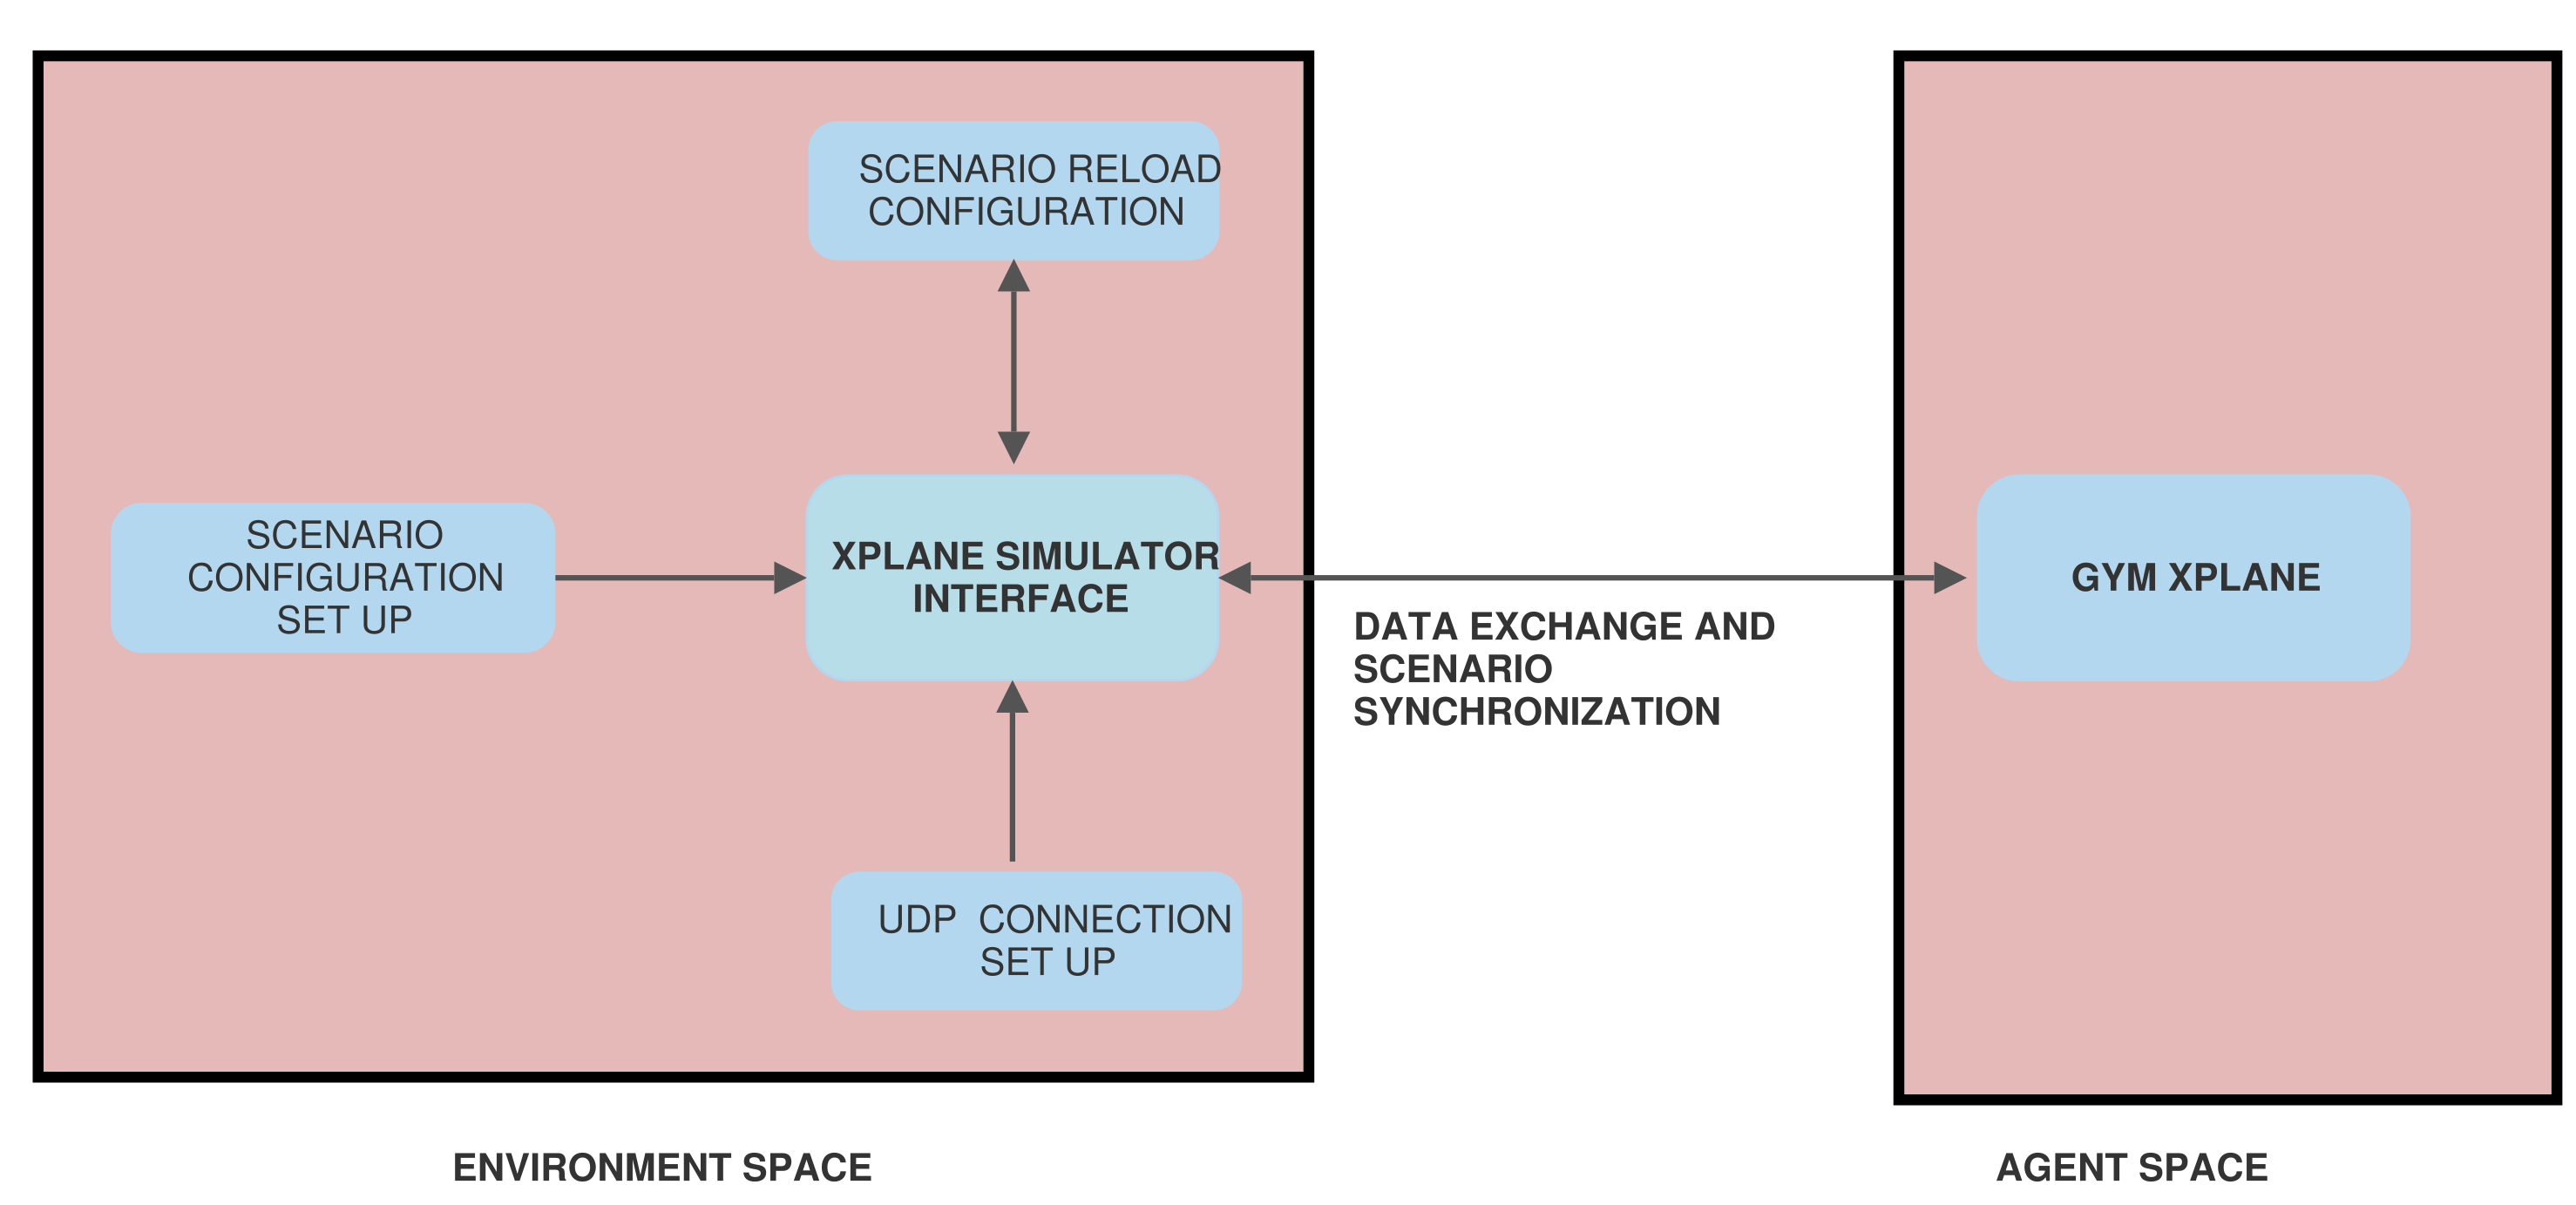 SCENARIO RELOAD
CONFIGURATION
SCENARIO
CONFIGURATION
SET UP
XPLANE SIMULATOR
INTERFACE
GYM XPLANE
DATA EXCHANGE AND
SCENARIO
SYNCHRONIZATION
UDP  CONNECTION
SET UP
ENVIRONMENT SPACE
AGENT SPACE